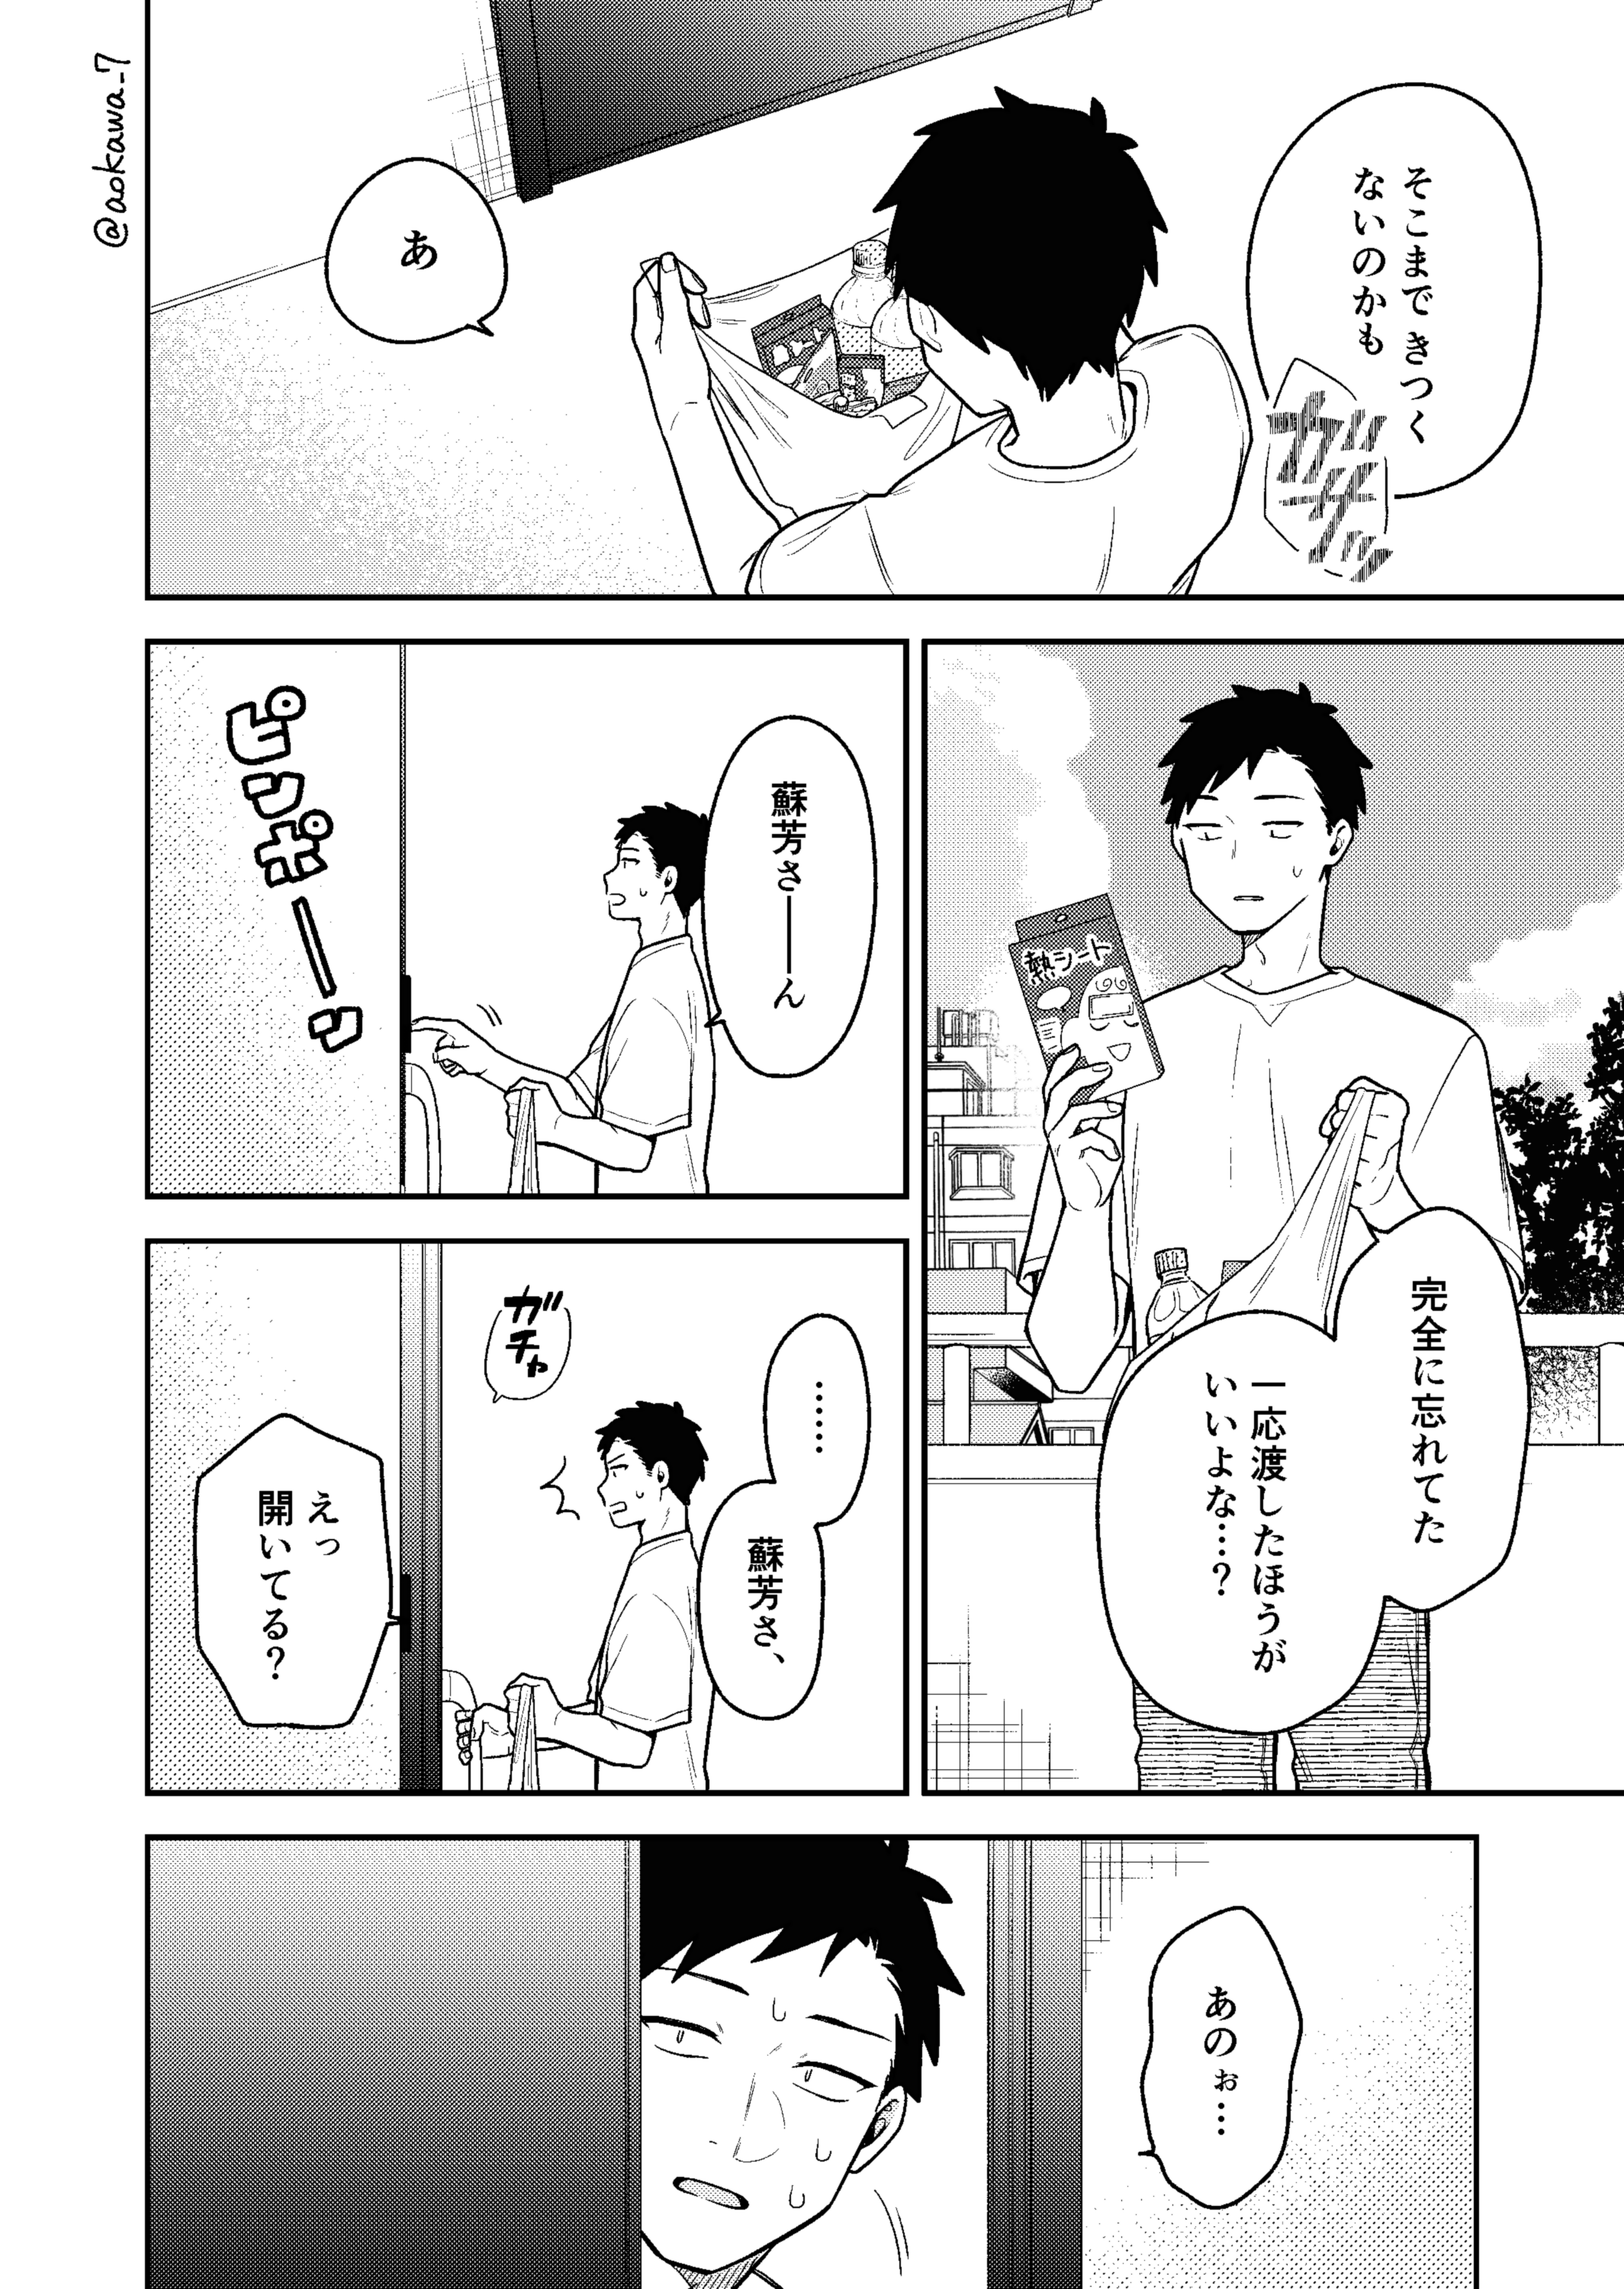 @aokawa_7
そこまできつく
ないのかも
ガサッ
あ
熱シート
完全に忘れてた
一応渡したほうが
いいよな…?
蘇芳さーーん
ピンポーン
……
蘇芳さ、
ガチャ
えっ
開いてる?
あのぉ…